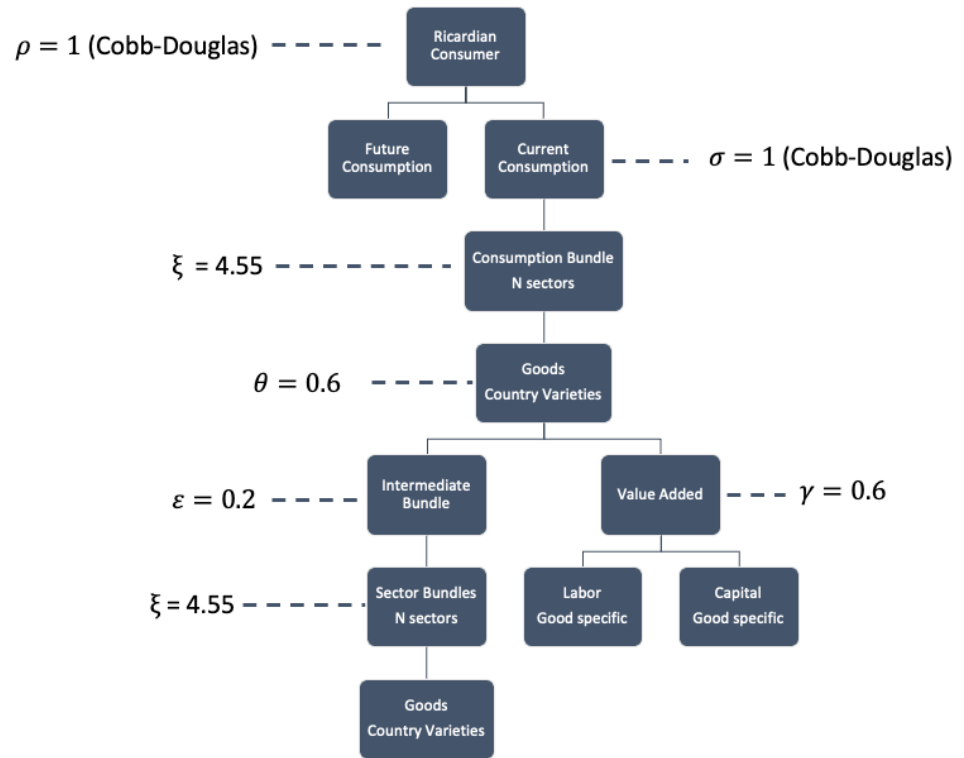 ρ = 1 (Cobb-Douglas)
Ricardian
Consumer
Future
Consumption
Current
Consumption
σ = 1 (Cobb-Douglas)
ξ = 4.55
Consumption Bundle
N sectors
θ = 0.6
Goods
Country Varieties
ε = 0.2
Intermediate
Bundle
Value Added
γ = 0.6
ξ = 4.55
Sector Bundles
N sectors
Labor
Good specific
Capital
Good specific
Goods
Country Varieties